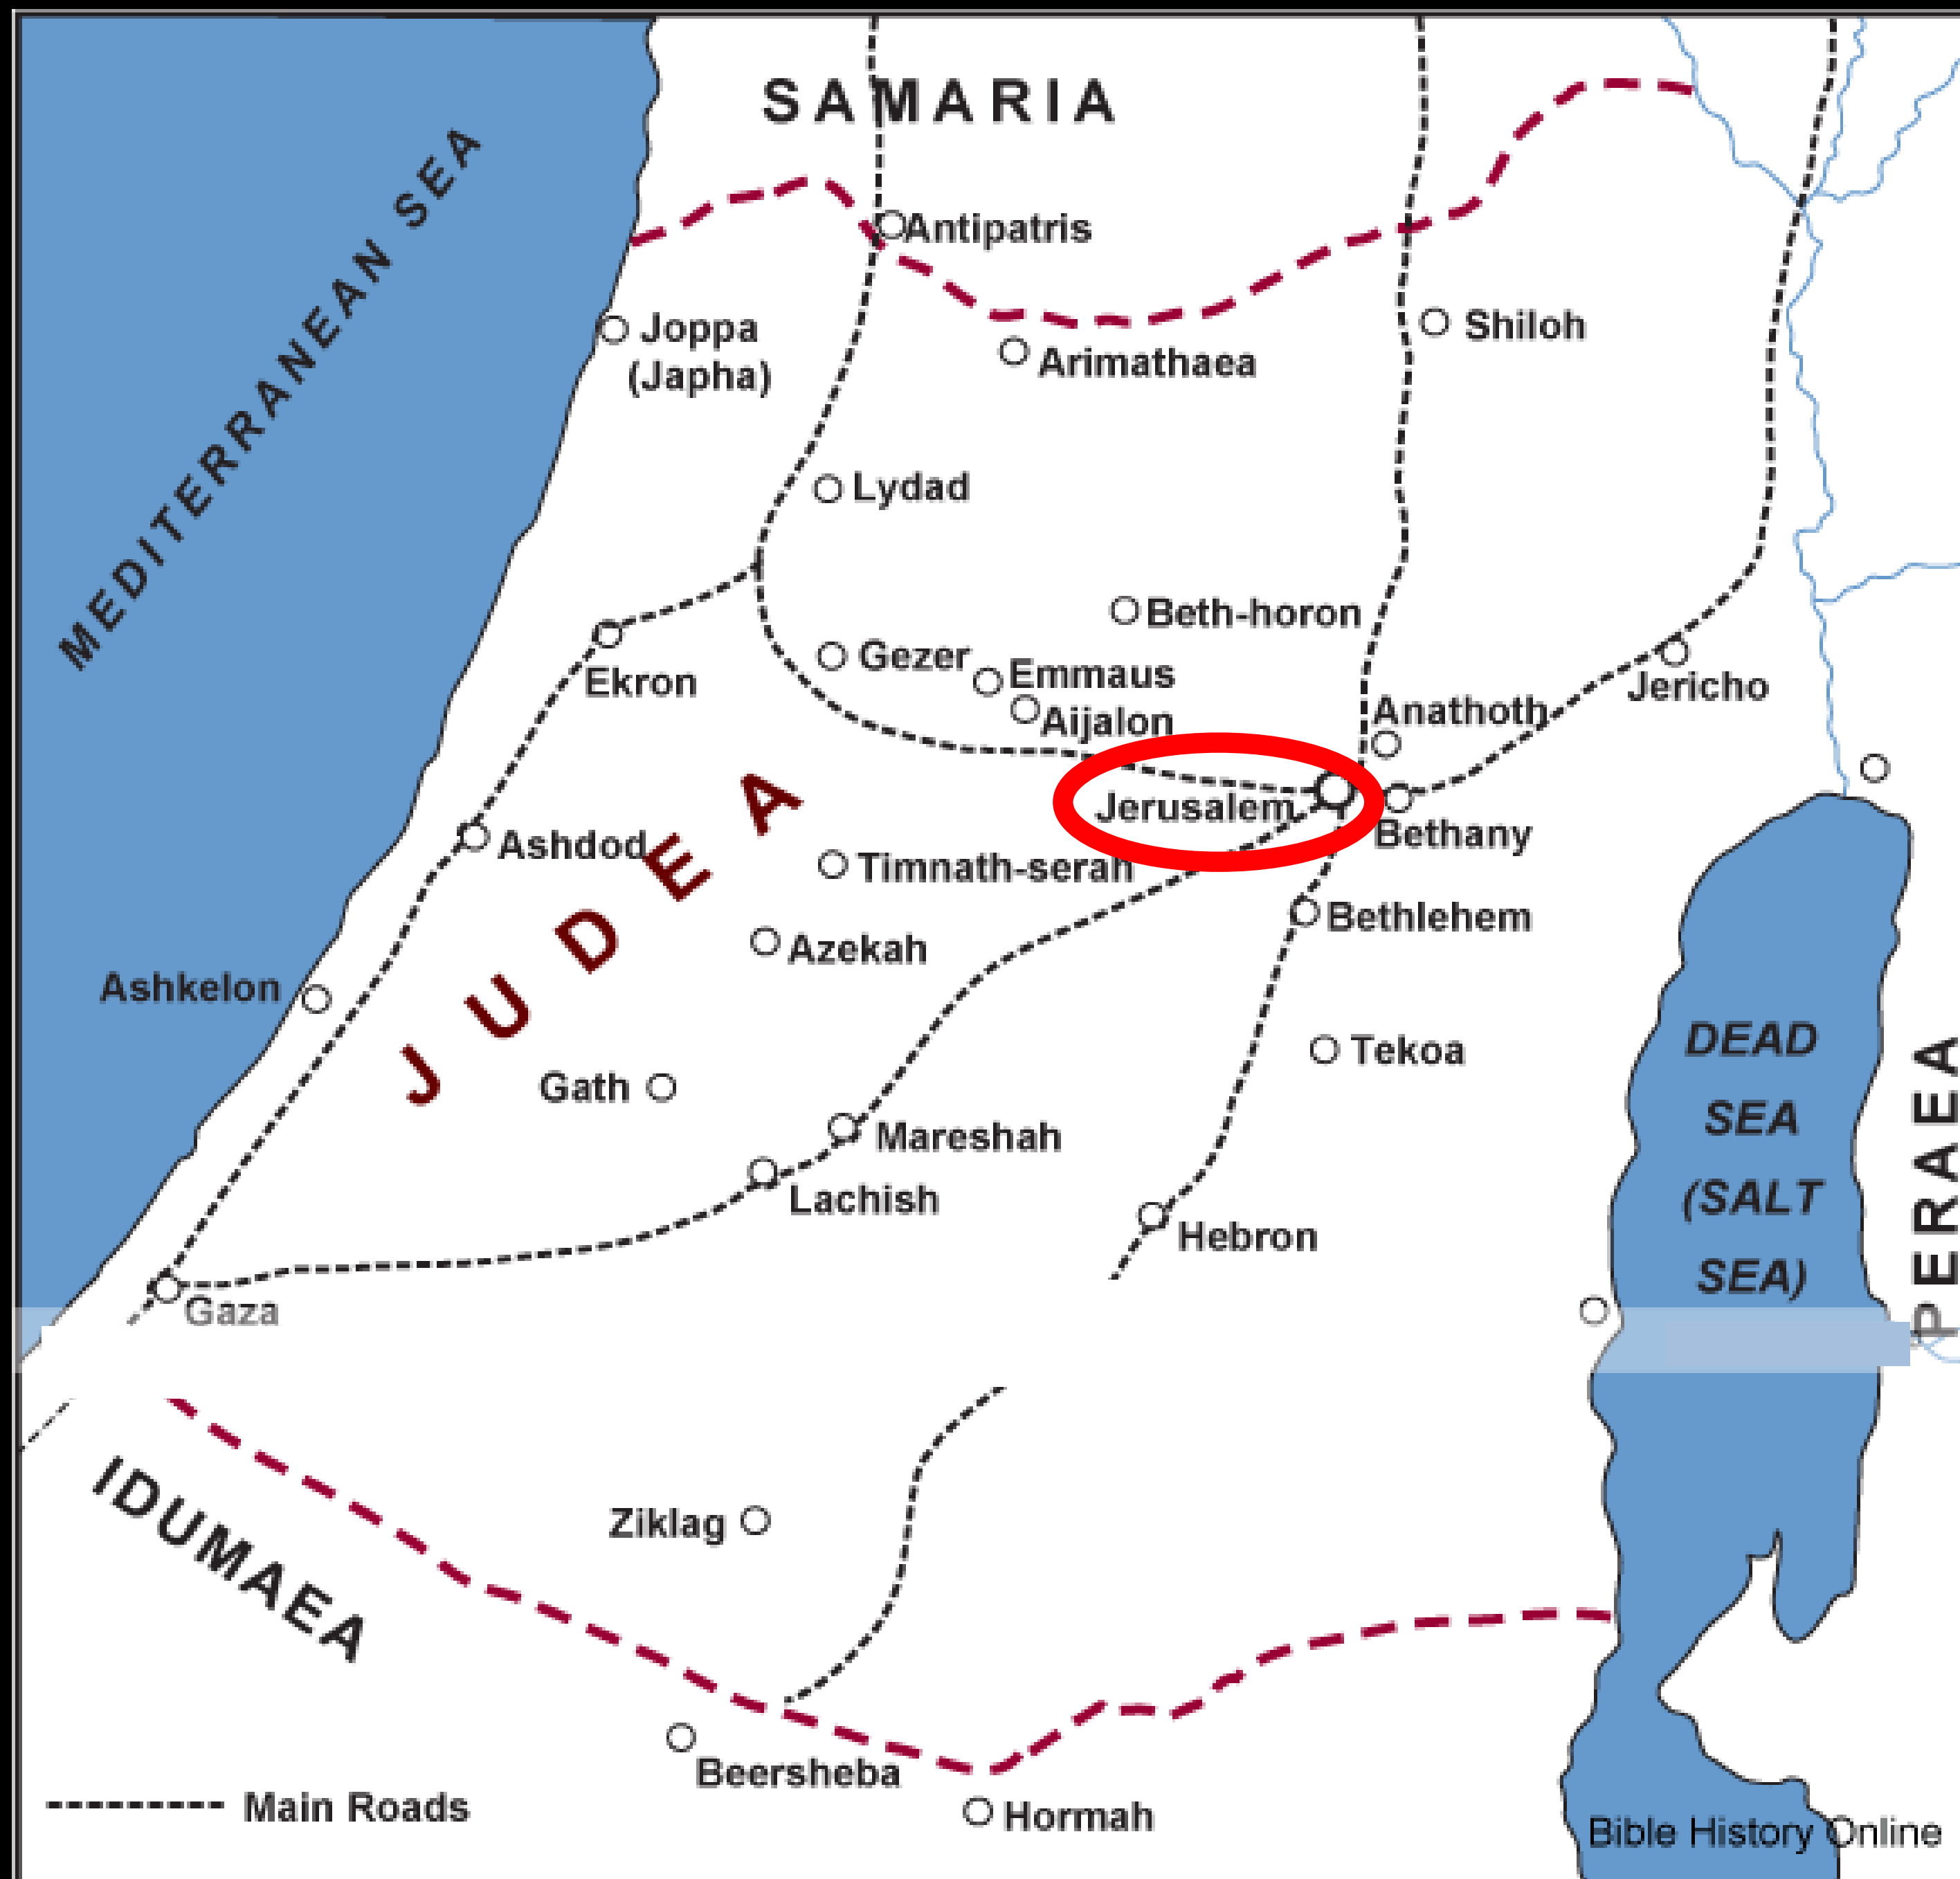 SAMARIA
MEDITERRANEAN SEA
Antipatris
Joppa
(Japha)
Shiloh
Arimathaea
Lydad
Beth-horon
Gezer
Emmaus
Ekron
Jericho
Anathoth
Aijalon
Jerusalem
Bethany
Ashdod
JUDEA
Timnath-serah
Bethlehem
Azekah
Ashkelon
DEAD
SEA
(SALT
SEA)
PERAEA
Tekoa
Gath
Mareshah
Lachish
Hebron
Gaza
IDUMAEA
Ziklag
Beersheba
Main Roads
Hormah
Bible History Online